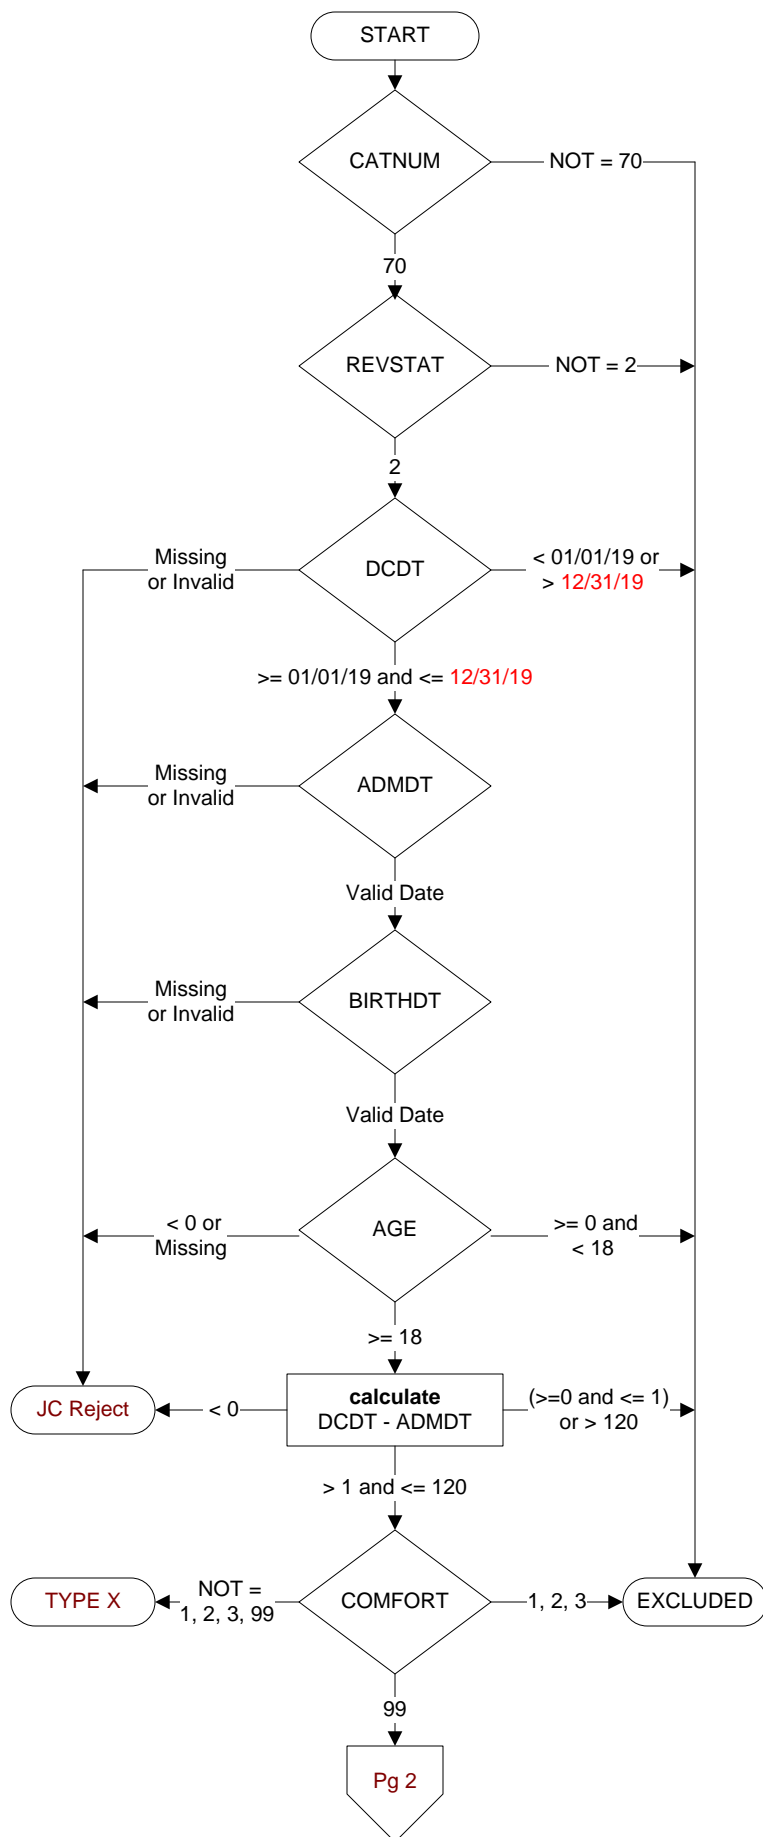 START
CATNUM
NOT = 70
70
REVSTAT
NOT = 2
2
Missing
or Invalid
DCDT
< 01/01/19 or
> 12/31/19
>= 01/01/19 and <= 12/31/19
Missing
or Invalid
ADMDT
Valid Date
Missing
or Invalid
BIRTHDT
Valid Date
< 0 or
Missing
AGE
>= 0 and
< 18
>= 18
JC Reject
< 0
calculate
DCDT - ADMDT
(>=0 and <= 1)
or > 120
> 1 and <= 120
TYPE X
NOT =
1, 2, 3, 99
COMFORT
1, 2, 3
EXCLUDED
99
Pg 2